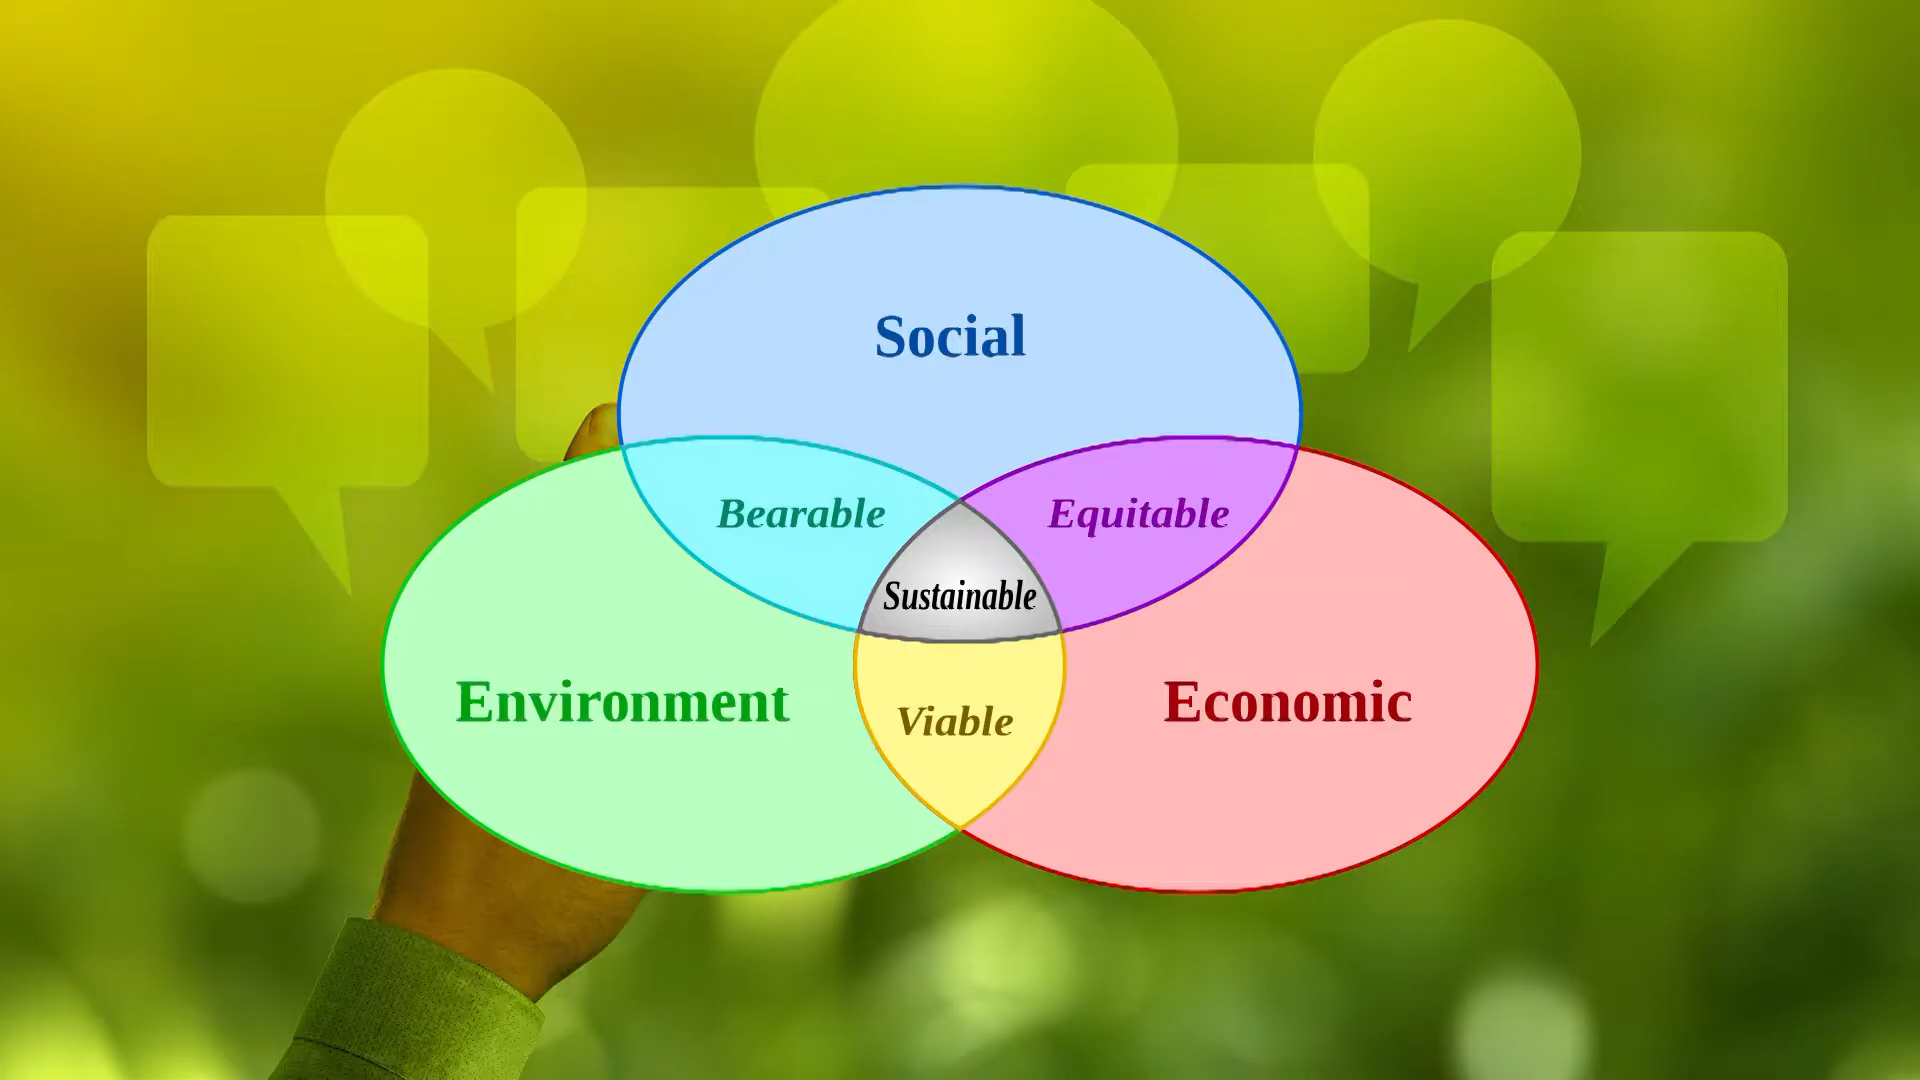 Social
Bearable
Equitable
Sustainable
Environment
Viable
Economic